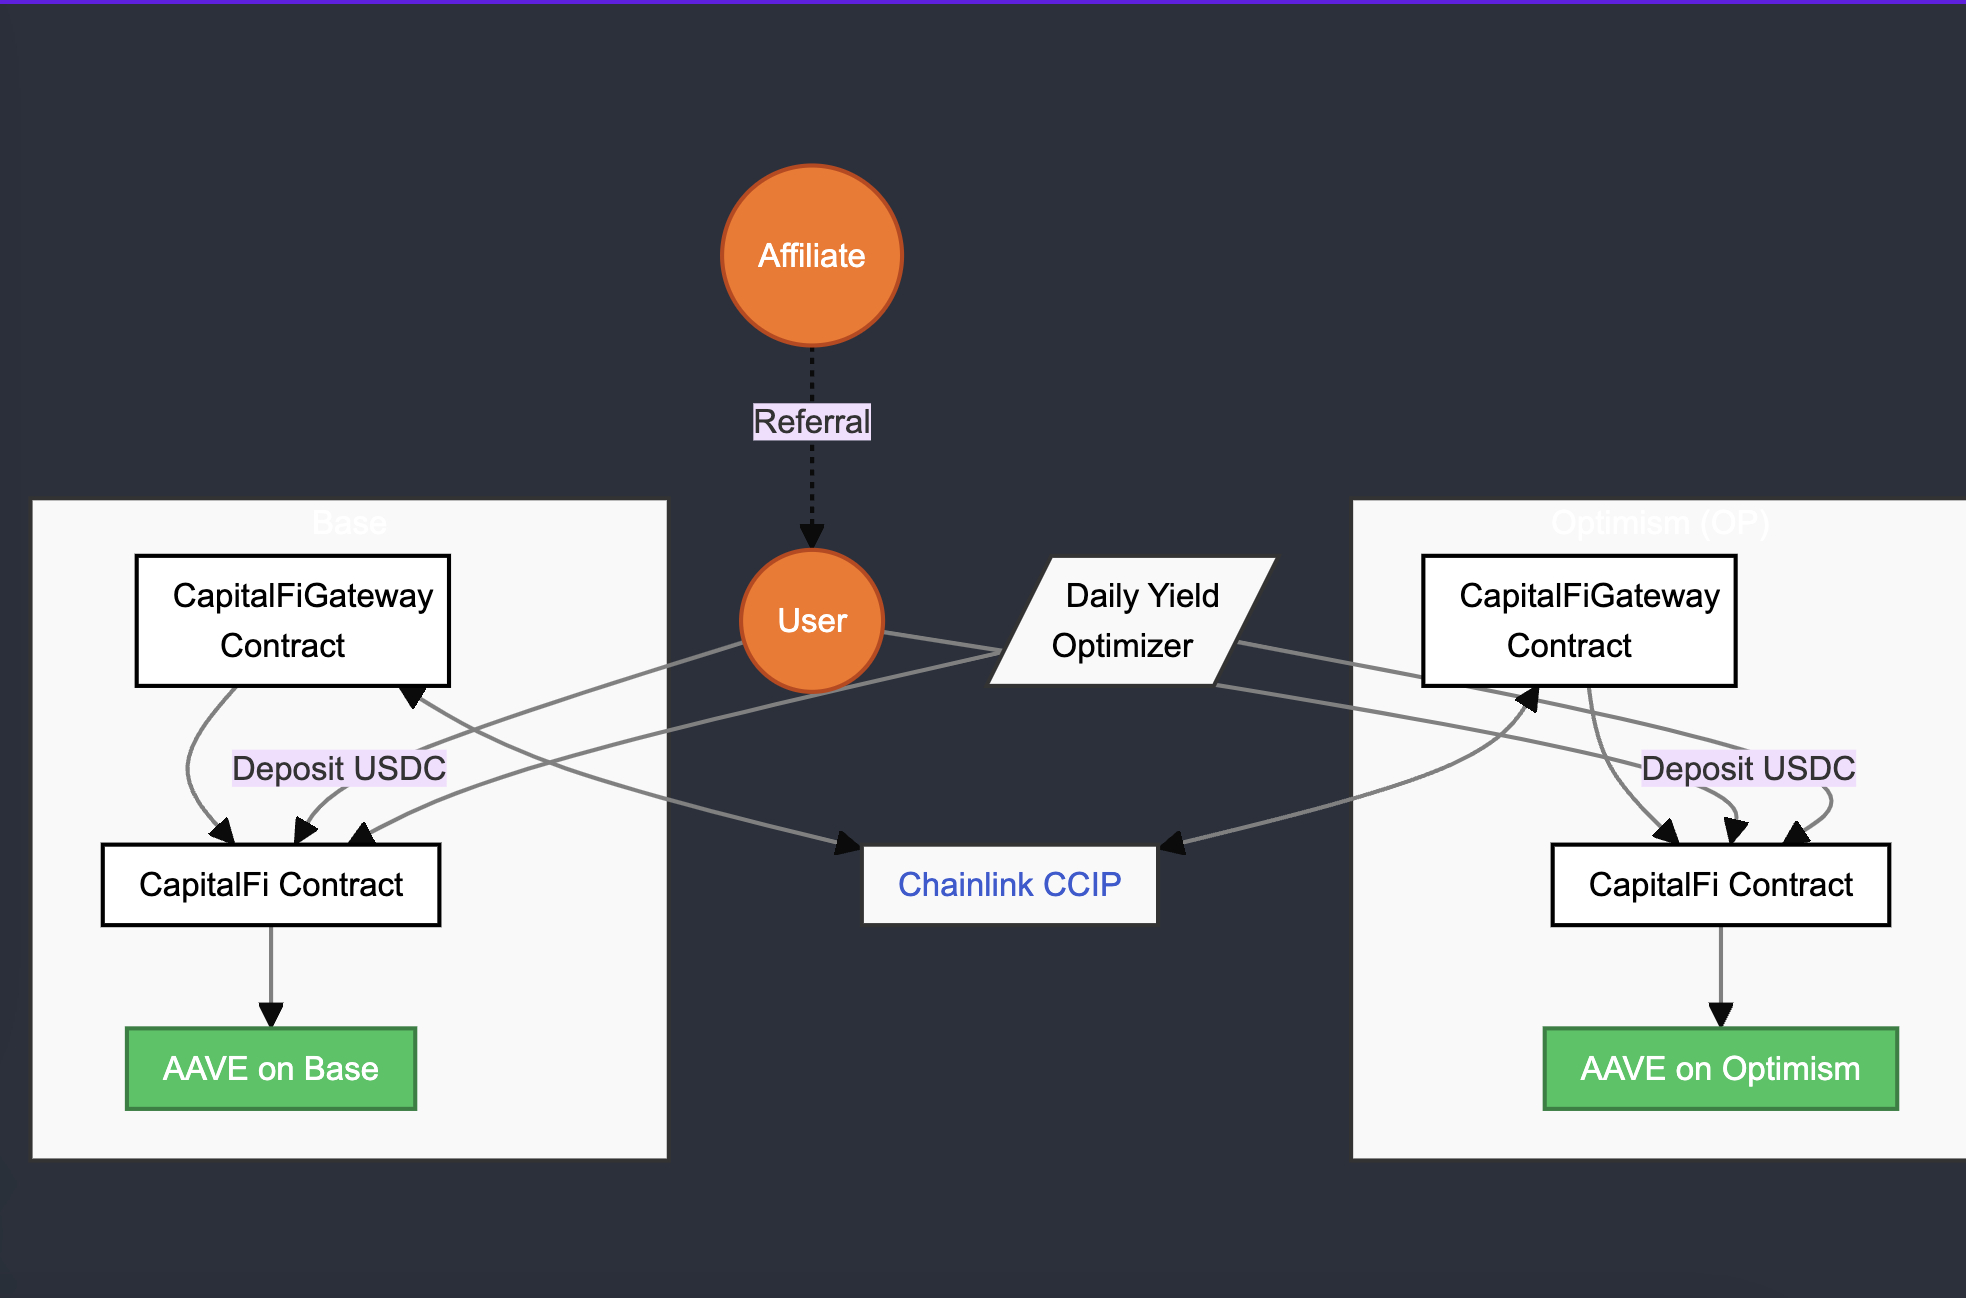 Affiliate
Referral
Base
Optimism (OP)
CapitalFiGateway
Contract
User
Daily Yield
Optimizer
CapitalFiGateway
Contract
Deposit USDC
Deposit USDC
CapitalFi Contract
Chainlink CCIP
CapitalFi Contract
AAVE on Base
AAVE on Optimism